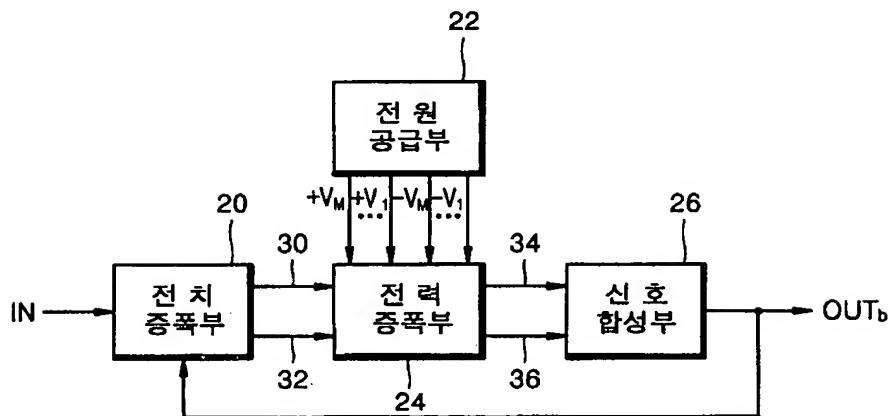 22
전 원
공급부
+V_M +V_1 -V_M -V_1
... ...
20
30
34
26
IN
전 치
증폭부
전 력
증폭부
신 호
합성부
OUT_b
32
24
36